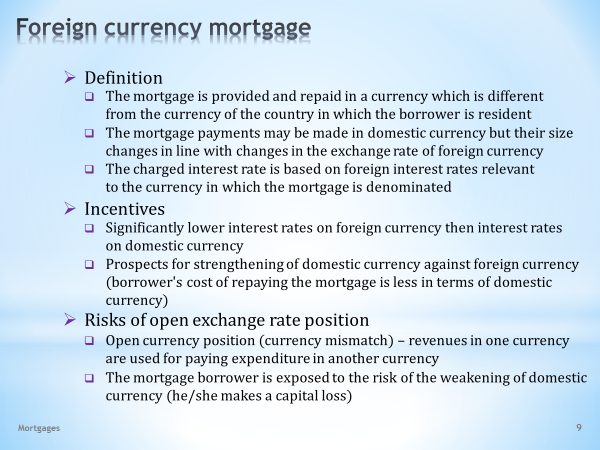 Foreign currency mortgage
Definition
The mortgage is provided and repaid in a currency which is different
from the currency of the country in which the borrower is resident
The mortgage payments may be made in domestic currency but their size
changes in line with changes in the exchange rate of foreign currency
The charged interest rate is based on foreign interest rates relevant
to the currency in which the mortgage is denominated
Incentives
Significantly lower interest rates on foreign currency then interest rates
on domestic currency
Prospects for strengthening of domestic currency against foreign currency
(borrower's cost of repaying the mortgage is less in terms of domestic
currency)
Risks of open exchange rate position
Open currency position (currency mismatch) – revenues in one currency
are used for paying expenditure in another currency
The mortgage borrower is exposed to the risk of the weakening of domestic
currency (he/she makes a capital loss)
Mortgages 9